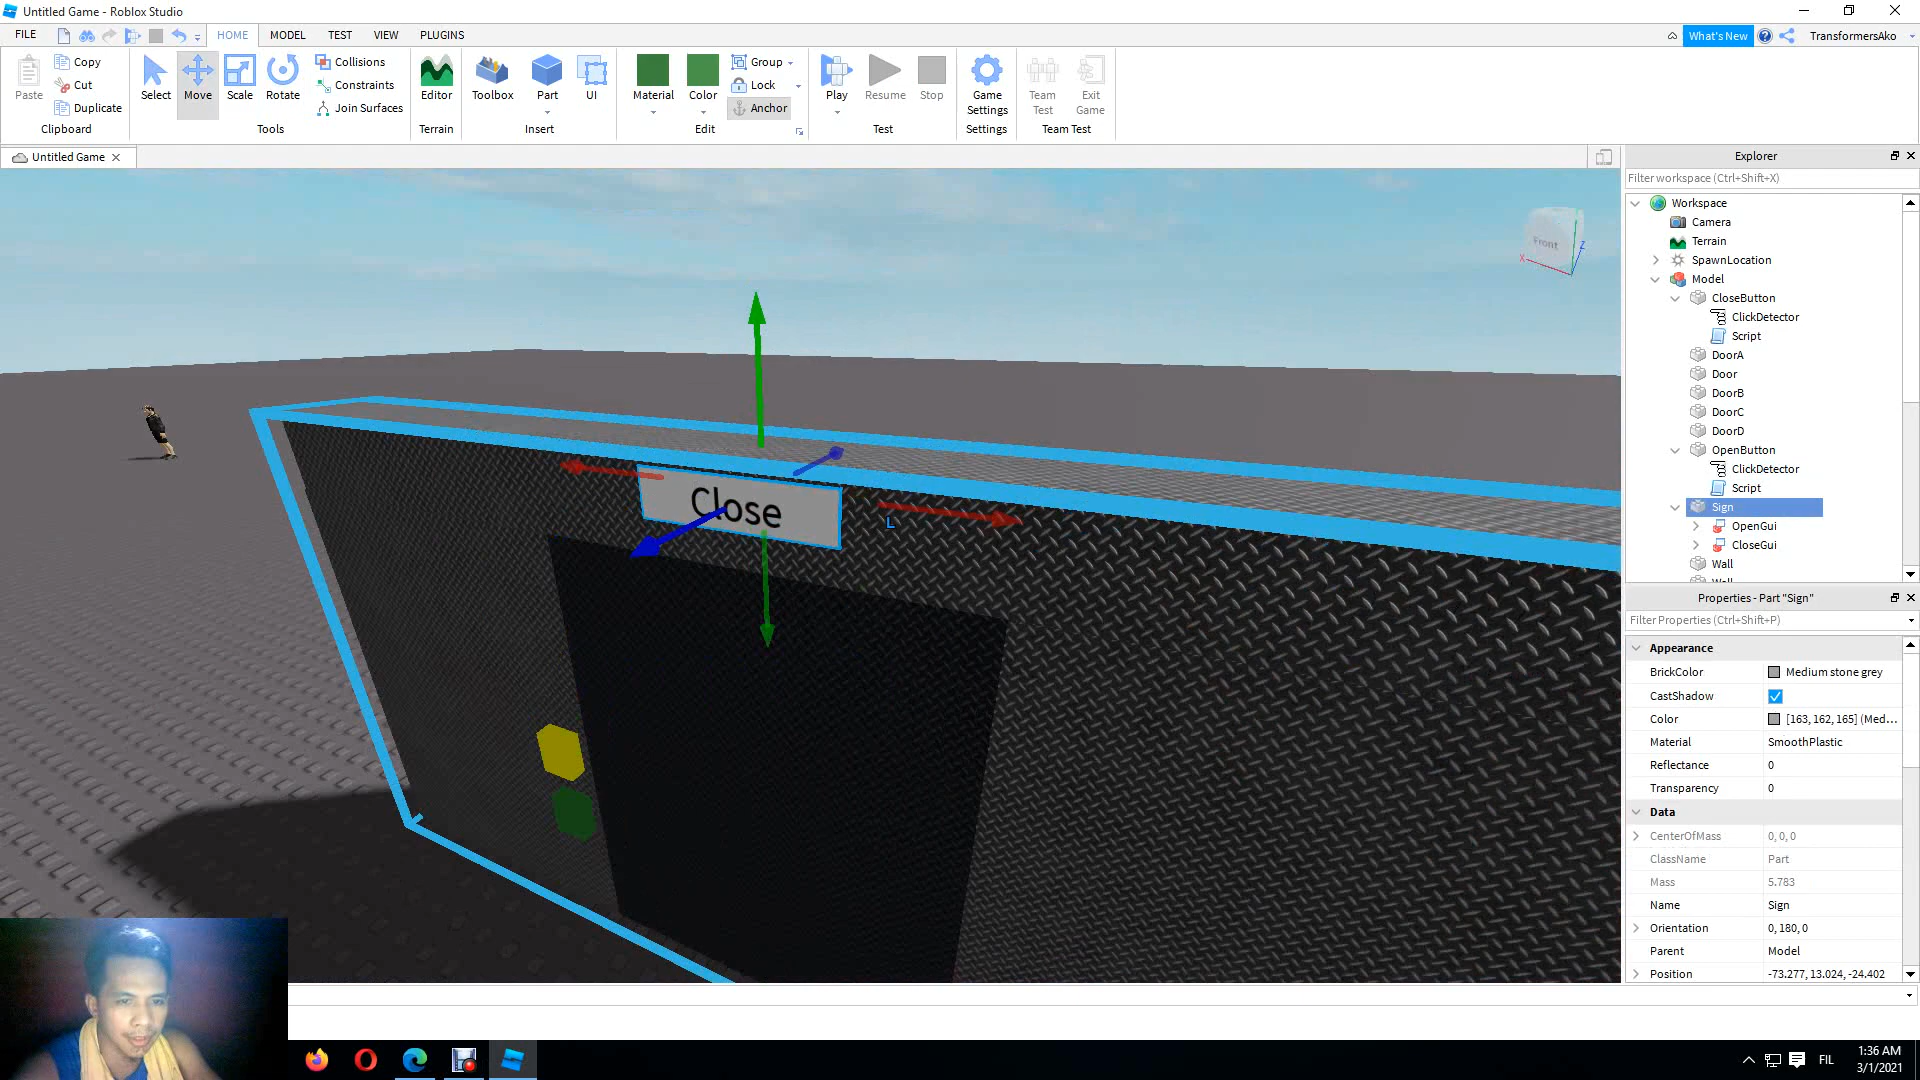 Untitled Game - Roblox Studio
FILE
HOME
MODEL
TEST
VIEW
PLUGINS
What's New
TransformersAko
Paste
Copy
Cut
Duplicate
Clipboard
Select
Move
Scale
Rotate
Collisions
Constraints
Join Surfaces
Tools
Editor
Terrain
Toolbox
Part
UI
Insert
Material
Color
Group
Lock
Anchor
Edit
Play
Resume
Stop
Test
Game
Settings
Settings
Team
Test
Exit
Game
Team Test
Untitled Game
Front
X
Z
Close
L
Explorer
Filter workspace (Ctrl+Shift+X)
Workspace
Camera
Terrain
SpawnLocation
Model
CloseButton
ClickDetector
Script
DoorA
Door
DoorB
DoorC
DoorD
OpenButton
ClickDetector
Script
Sign
OpenGui
CloseGui
Wall
Wall
Properties - Part "Sign"
Filter Properties (Ctrl+Shift+P)
Appearance
BrickColor Medium stone grey
CastShadow
Color [163, 162, 165] (Med...
Material SmoothPlastic
Reflectance 0
Transparency 0
Data
CenterOfMass 0, 0, 0
ClassName Part
Mass 5.783
Name Sign
Orientation 0, 180, 0
Parent Model
Position -73.277, 13.024, -24.402
FIL
1:36 AM
3/1/2021